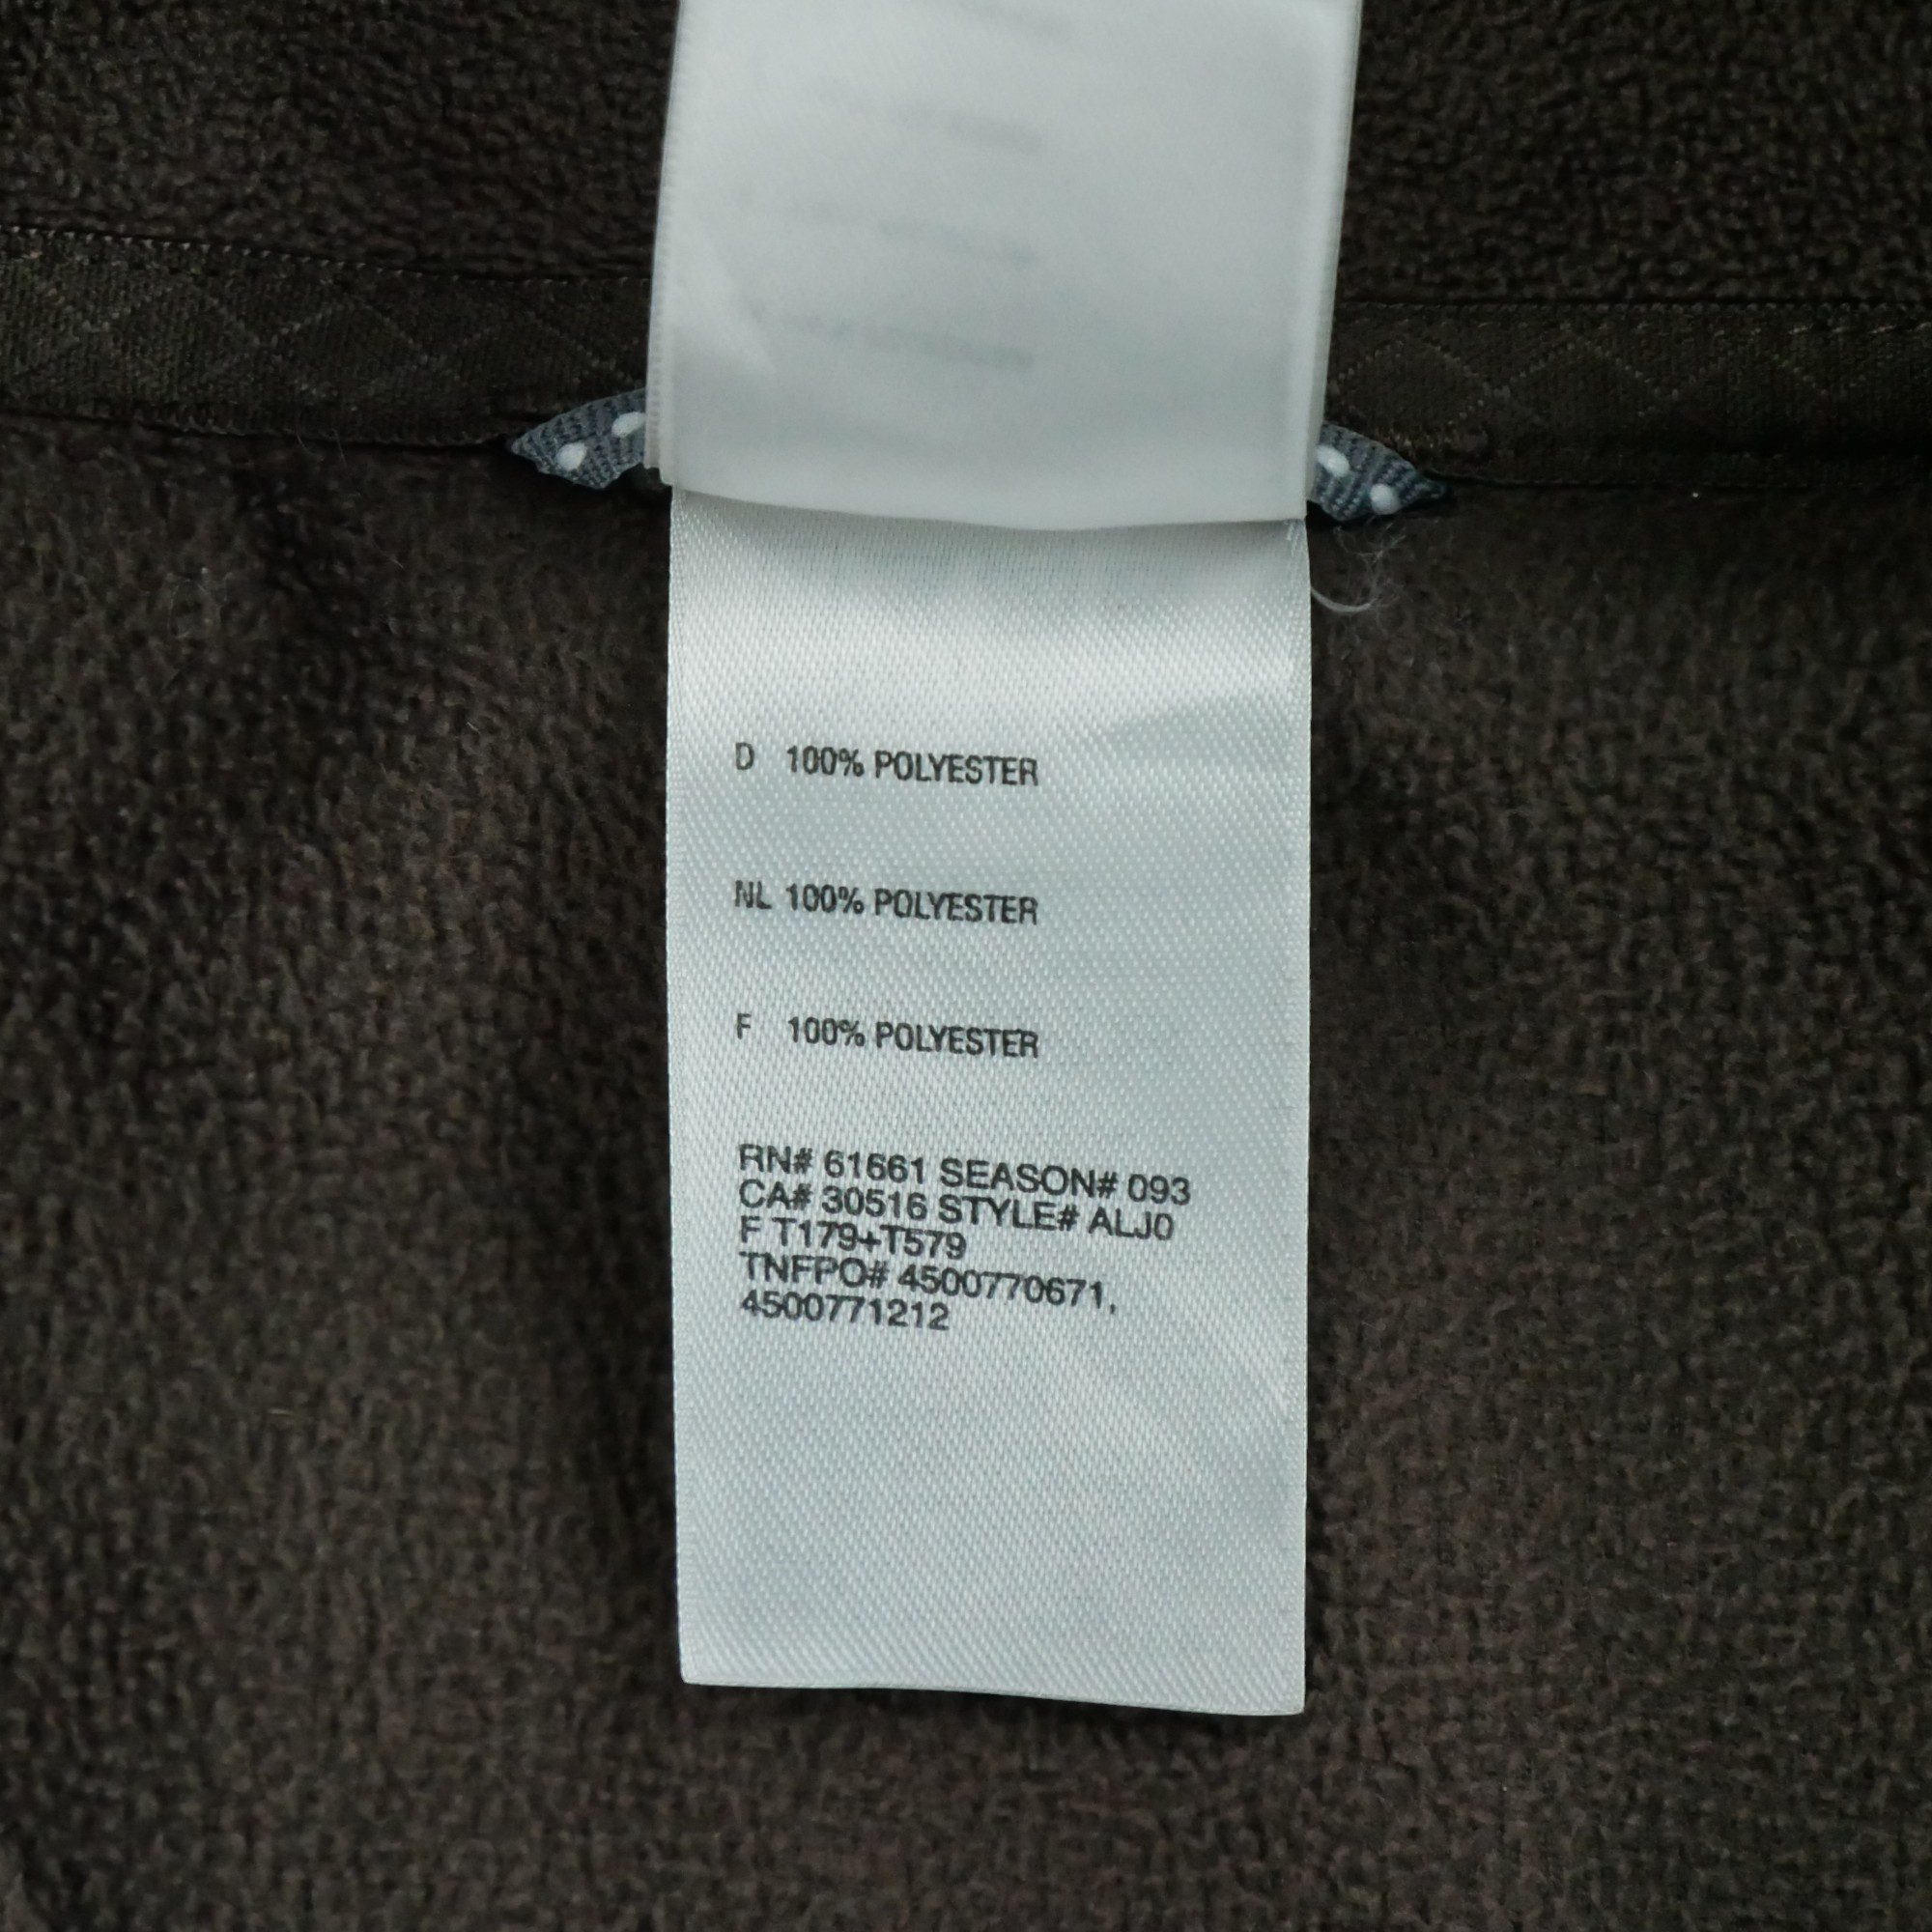 D 100% POLYESTER
NL 100% POLYESTER
F 100% POLYESTER
RN# 61661 SEASON# 093
CA# 30516 STYLE# ALJ0
F T179+T579
TNFPO# 4500770671,
4500771212